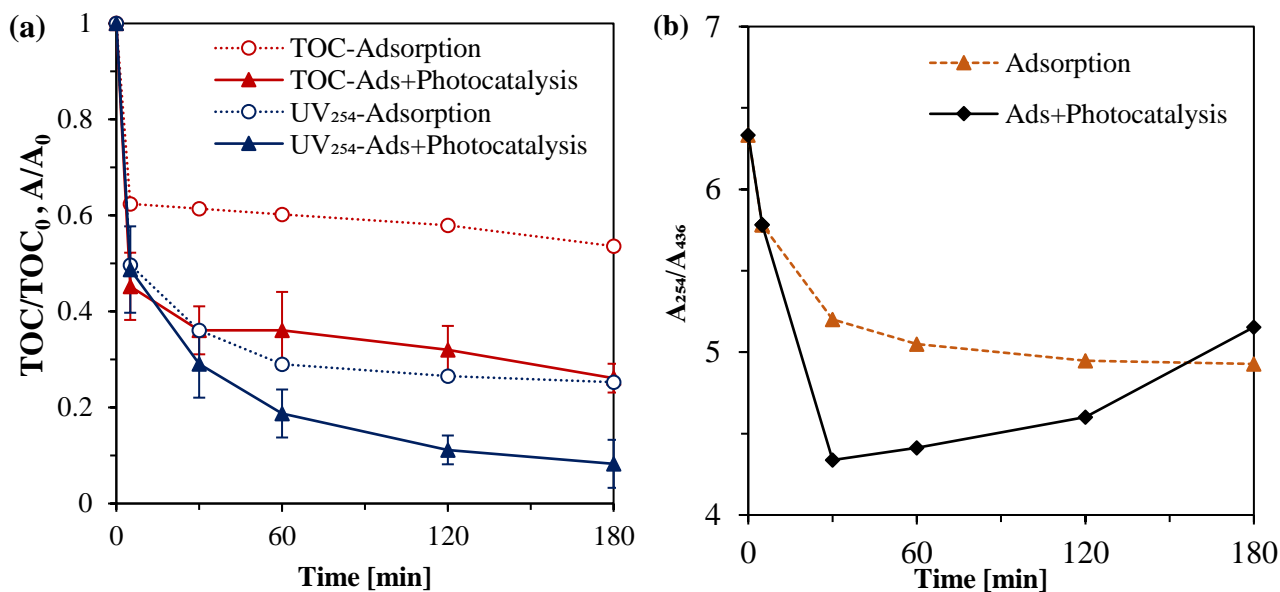 (a)
TOC/TOC₀ , A/A₀
1
0.8
0.6
0.4
0.2
0
TOC-Adsorption
TOC-Ads+Photocatalysis
UV₂₅₄-Adsorption
UV₂₅₄-Ads+Photocatalysis
0 60 120 180
Time [min]
(b)
A₂₅₄/A₄₃₆
7
6
5
4
Adsorption
Ads+Photocatalysis
0 60 120 180
Time [min]